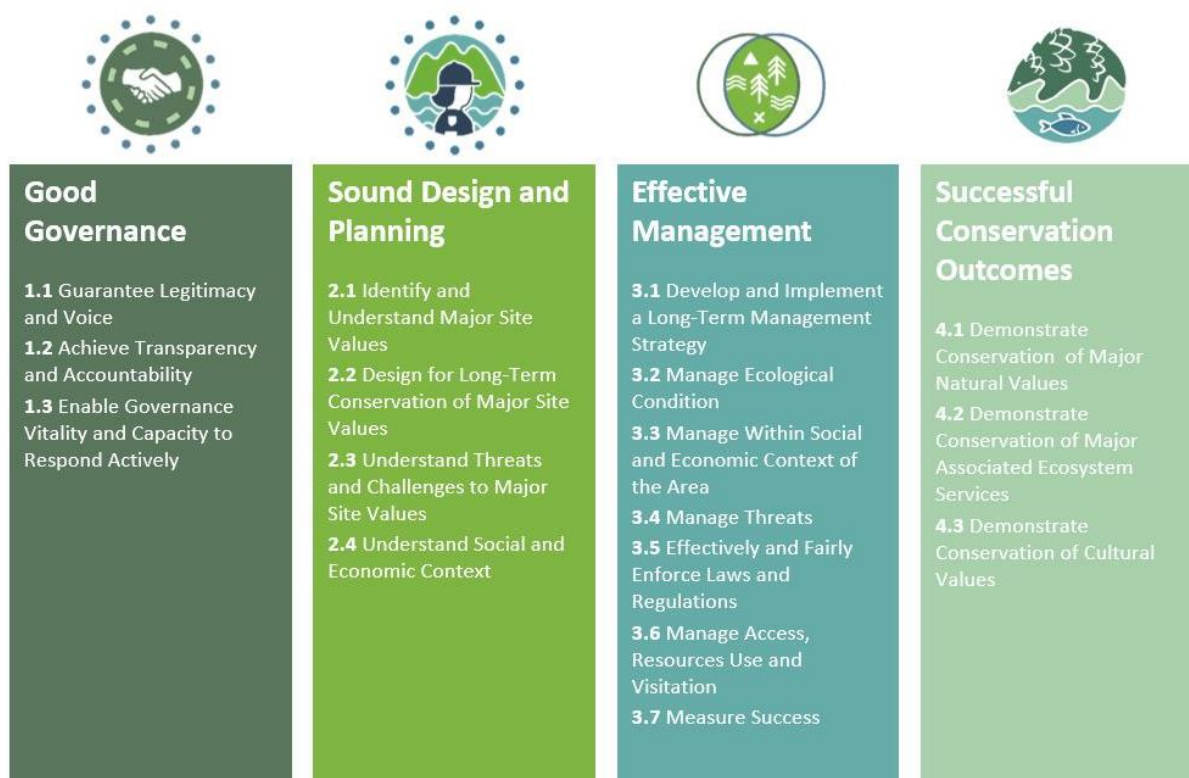 Good
Governance
1.1 Guarantee Legitimacy
and Voice
1.2 Achieve Transparency
and Accountability
1.3 Enable Governance
Vitality and Capacity to
Respond Actively
Sound Design and
Planning
2.1 Identify and
Understand Major Site
Values
2.2 Design for Long-Term
Conservation of Major Site
Values
2.3 Understand Threats
and Challenges to Major
Site Values
2.4 Understand Social and
Economic Context
Effective
Management
3.1 Develop and Implement
a Long-Term Management
Strategy
3.2 Manage Ecological
Condition
3.3 Manage Within Social
and Economic Context of
the Area
3.4 Manage Threats
3.5 Effectively and Fairly
Enforce Laws and
Regulations
3.6 Manage Access,
Resources Use and
Visitation
3.7 Measure Success
Successful
Conservation
Outcomes
4.1 Demonstrate
Conservation of Major
Natural Values
4.2 Demonstrate
Conservation of Major
Associated Ecosystem
Services
4.3 Demonstrate
Conservation of Cultural
Values